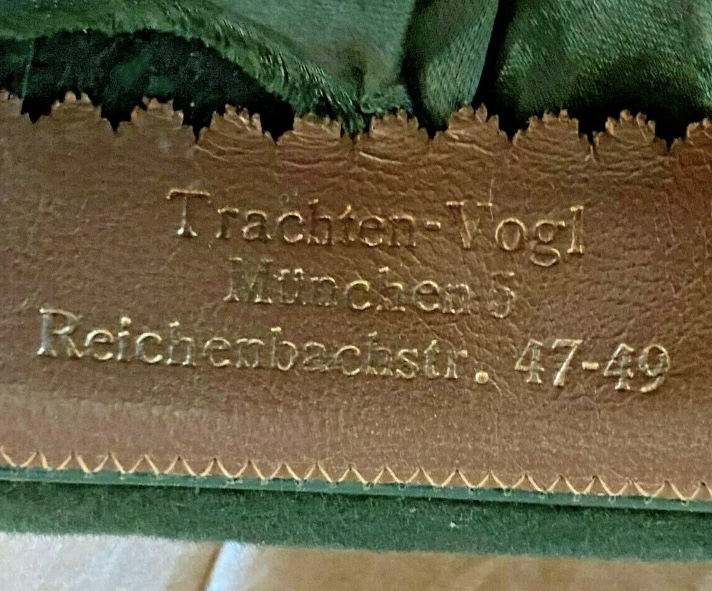 Trachten-Vogl
München 5
Reichenbachstr. 47-49